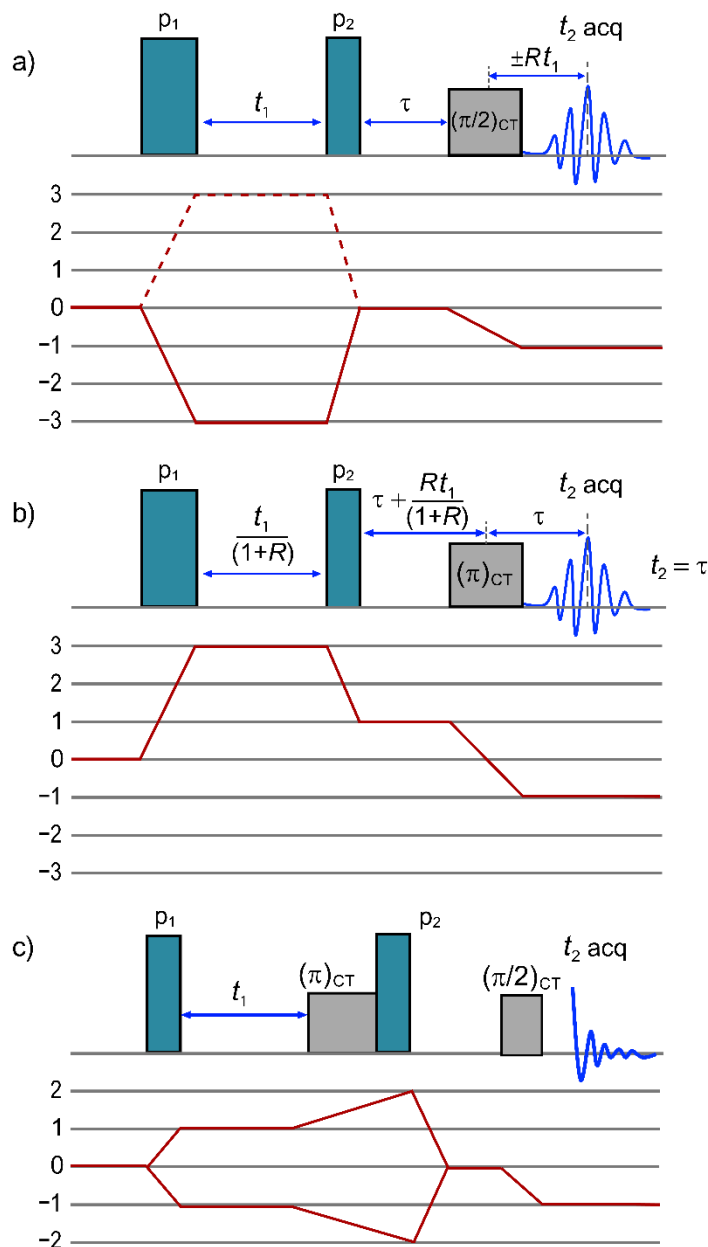 a)
p₁
p₂
t₂ acq
±Rt₁
t₁
τ
(π/2)CT
3
2
1
0
−1
−2
−3
b)
p₁
p₂
t₁/(1+R)
τ + Rt₁/(1+R)
τ
t₂ acq
(π)CT
t₂ = τ
3
2
1
0
−1
−2
−3
c)
p₁
p₂
t₁
(π)CT
(π/2)CT
t₂ acq
2
1
0
−1
−2